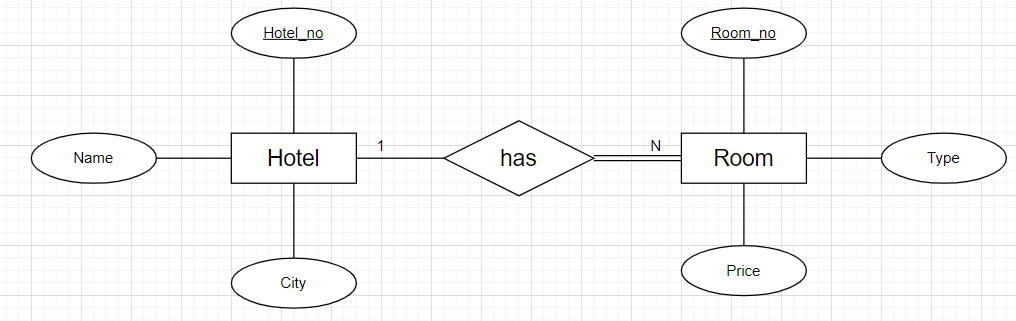 Hotel_no
Room_no
Name
Hotel
1
has
N
Room
Type
City
Price